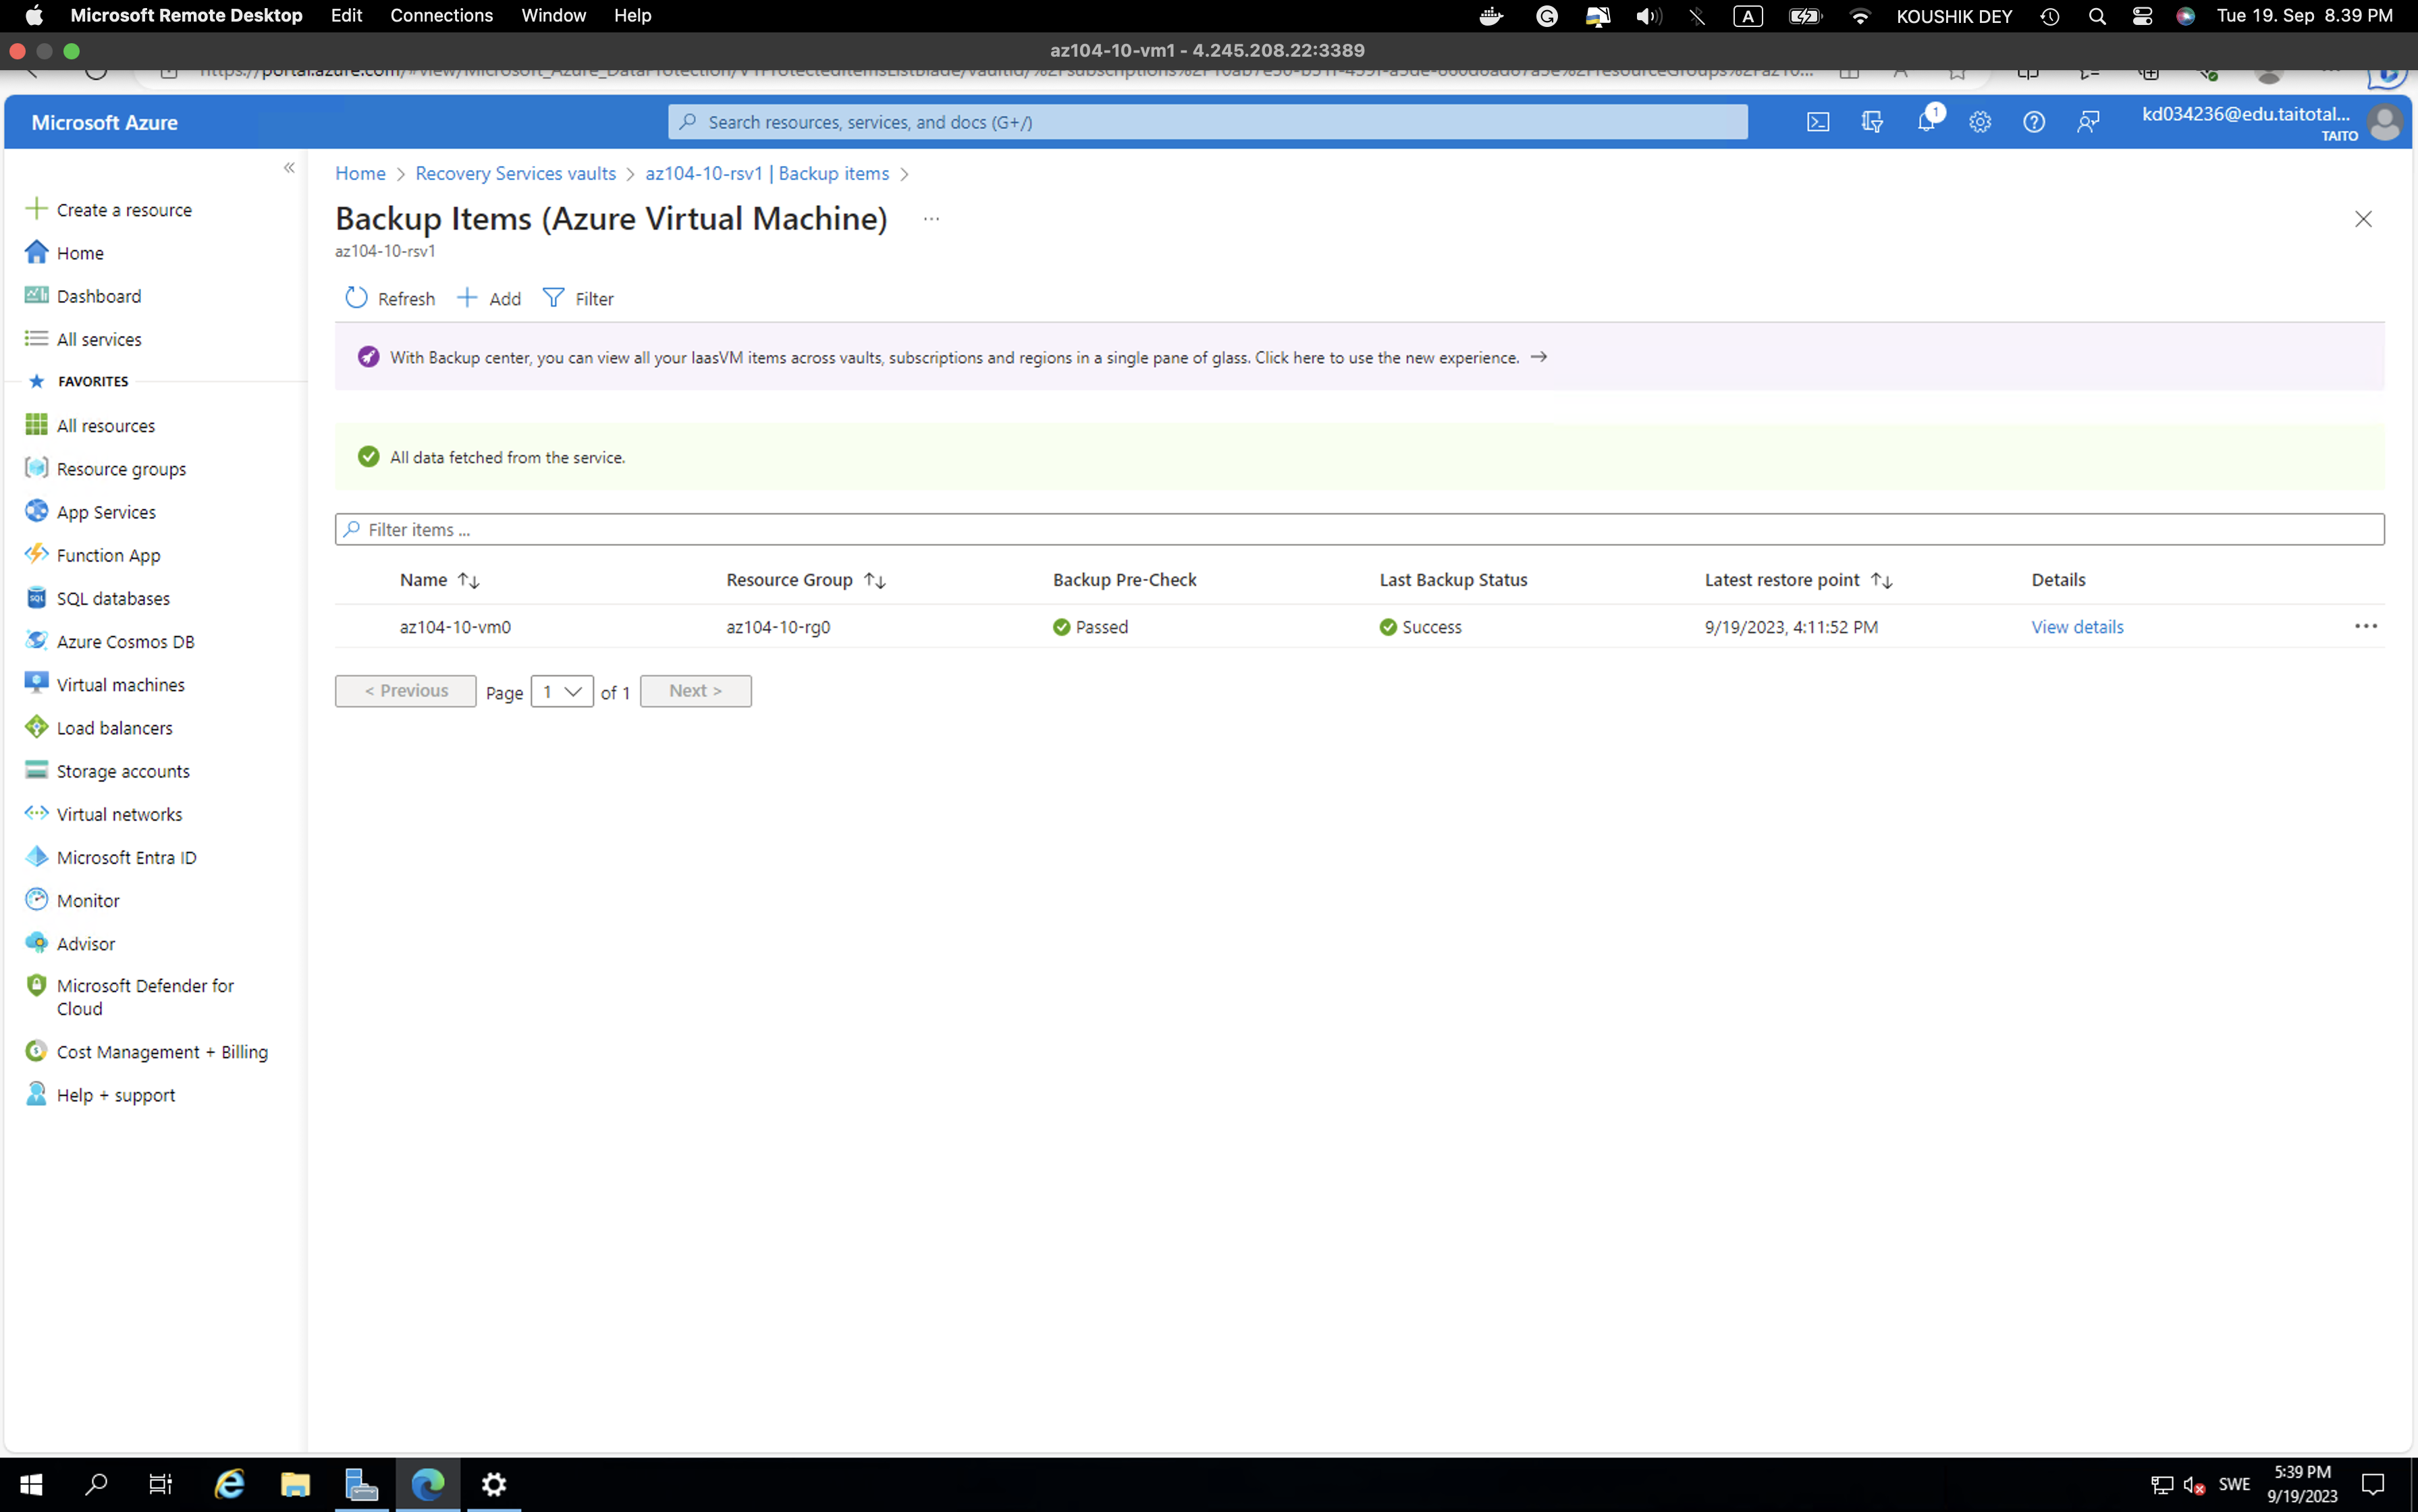 Microsoft Remote Desktop Edit Connections Window Help A KOUSHIK DEY Tue 19. Sep 8.39 PM
az104-10-vm1 - 4.245.208.22:3389
Microsoft Azure Search resources, services, and docs (G+/) 1 kd034236@edu.taitotal...
TAITO
Home > Recovery Services vaults > az104-10-rsv1 | Backup items >
Backup Items (Azure Virtual Machine) ...
az104-10-rsv1
Refresh Add Filter
With Backup center, you can view all your IaasVM items across vaults, subscriptions and regions in a single pane of glass. Click here to use the new experience. →
All data fetched from the service.
Filter items ...
Name ↑↓ Resource Group ↑↓ Backup Pre-Check Last Backup Status Latest restore point ↑↓ Details
az104-10-vm0 az104-10-rg0 Passed Success 9/19/2023, 4:11:52 PM View details ...
< Previous Page 1 of 1 Next >
Create a resource
Home
Dashboard
All services
FAVORITES
All resources
Resource groups
App Services
Function App
SQL databases
Azure Cosmos DB
Virtual machines
Load balancers
Storage accounts
Virtual networks
Microsoft Entra ID
Monitor
Advisor
Microsoft Defender for
Cloud
Cost Management + Billing
Help + support
SWE 5:39 PM
9/19/2023